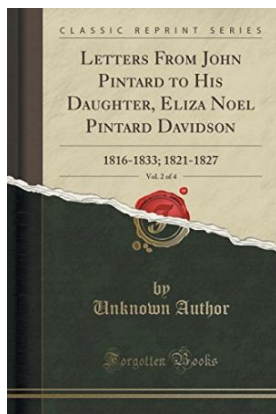 CLASSIC REPRINT SERIES
LETTERS FROM JOHN
PINTARD TO HIS
DAUGHTER, ELIZA NOEL
PINTARD DAVIDSON
1816-1833; 1821-1827
Vol. 2 of 4
by
Unknown Author
Forgotten Books